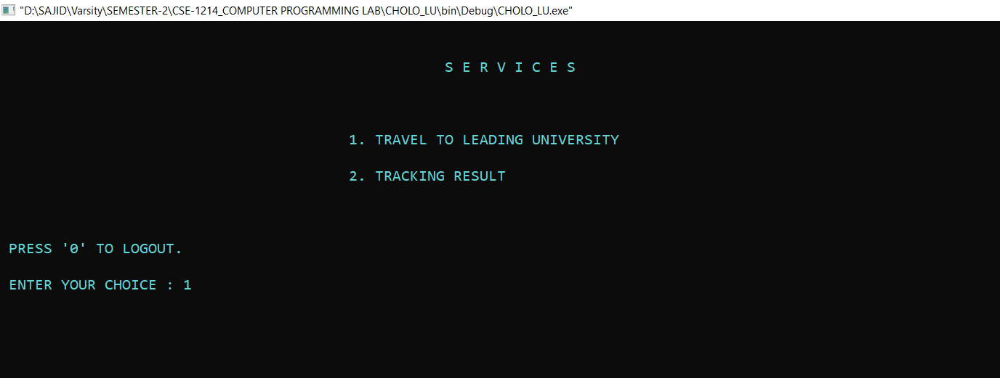 "D:\SAJID\Varsity\SEMESTER-2\CSE-1214_COMPUTER PROGRAMMING LAB\CHOLO_LU\bin\Debug\CHOLO_LU.exe"
S E R V I C E S
1. TRAVEL TO LEADING UNIVERSITY
2. TRACKING RESULT
PRESS '0' TO LOGOUT.
ENTER YOUR CHOICE : 1